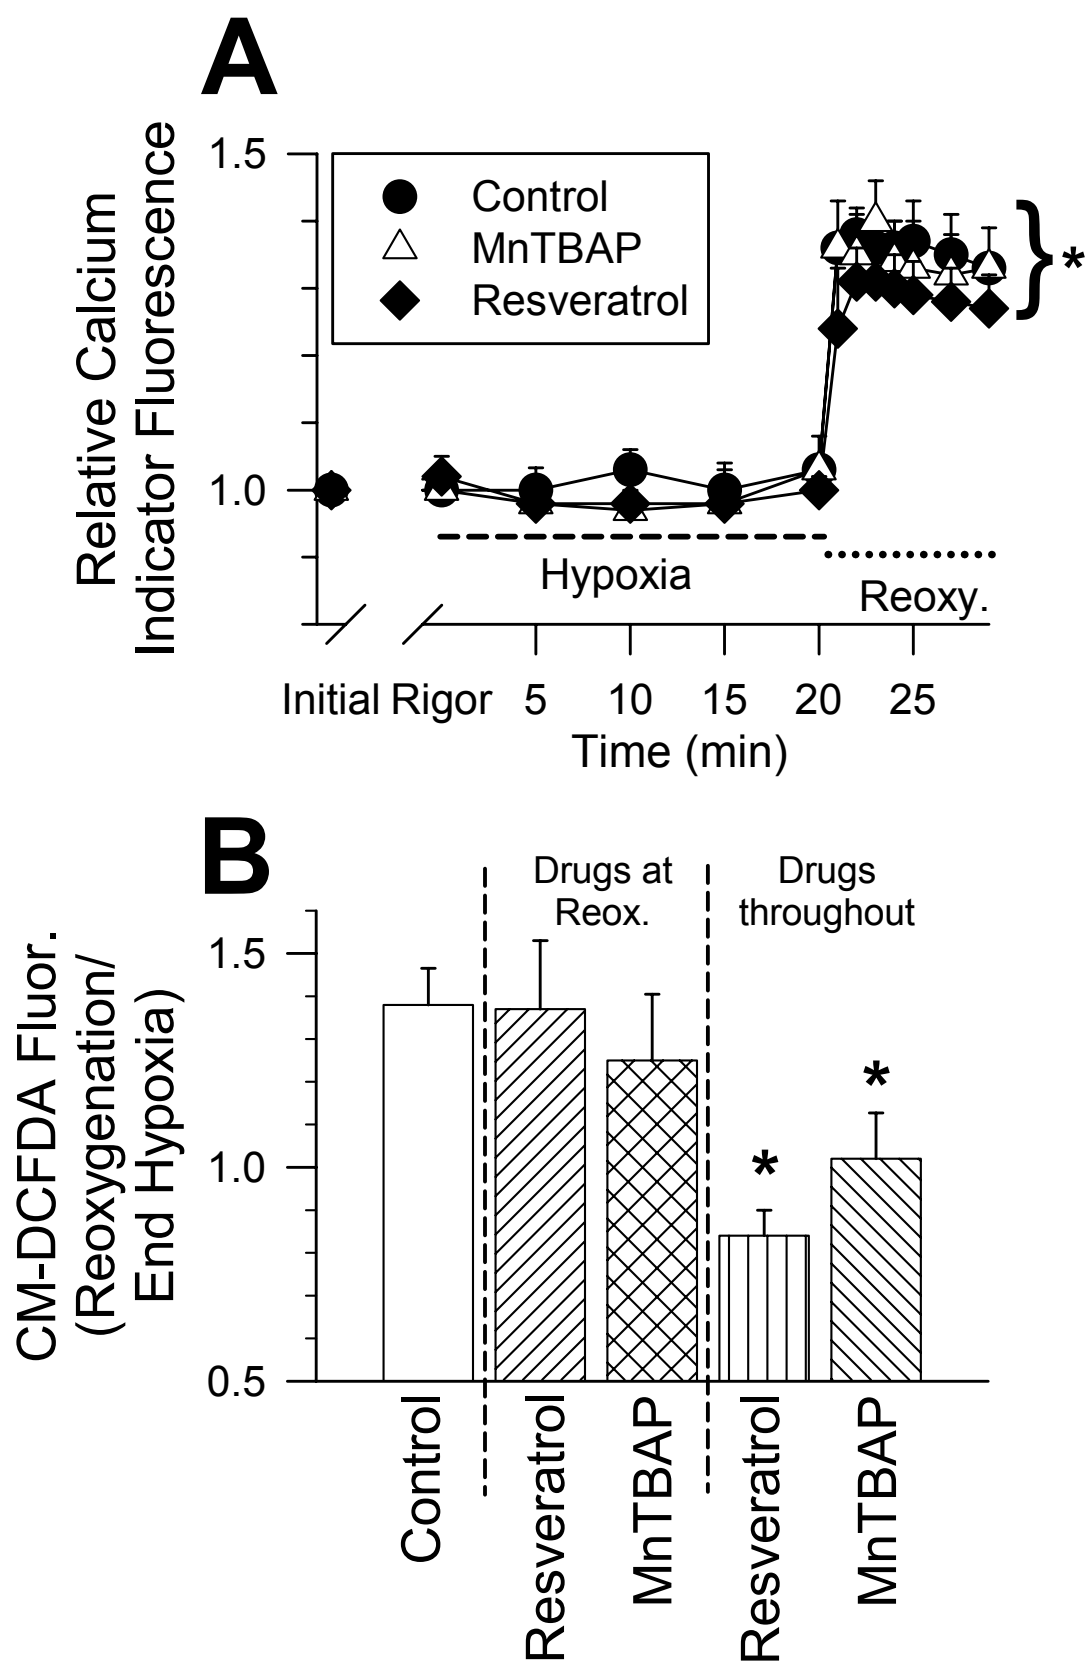 A
Relative Calcium
Indicator Fluorescence
1.5
1.0
Control
MnTBAP
Resveratrol
*
Hypoxia
Reoxy.
Initial Rigor 5 10 15 20 25
Time (min)
B
CM-DCFDA Fluor.
(Reoxygenation/
End Hypoxia)
Drugs at
Reox.
Drugs
throughout
1.5
1.0
0.5
*
*
Control
Resveratrol
MnTBAP
Resveratrol
MnTBAP